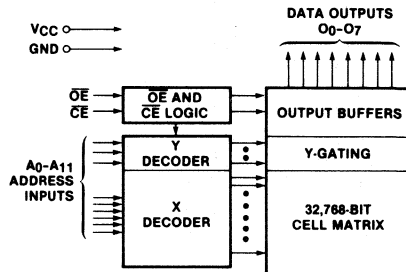 DATA OUTPUTS
O0-O7
VCC
GND
OE
CE
OE AND
CE LOGIC
OUTPUT BUFFERS
Y
DECODER
Y-GATING
A0-A11
ADDRESS
INPUTS
X
DECODER
32,768-BIT
CELL MATRIX